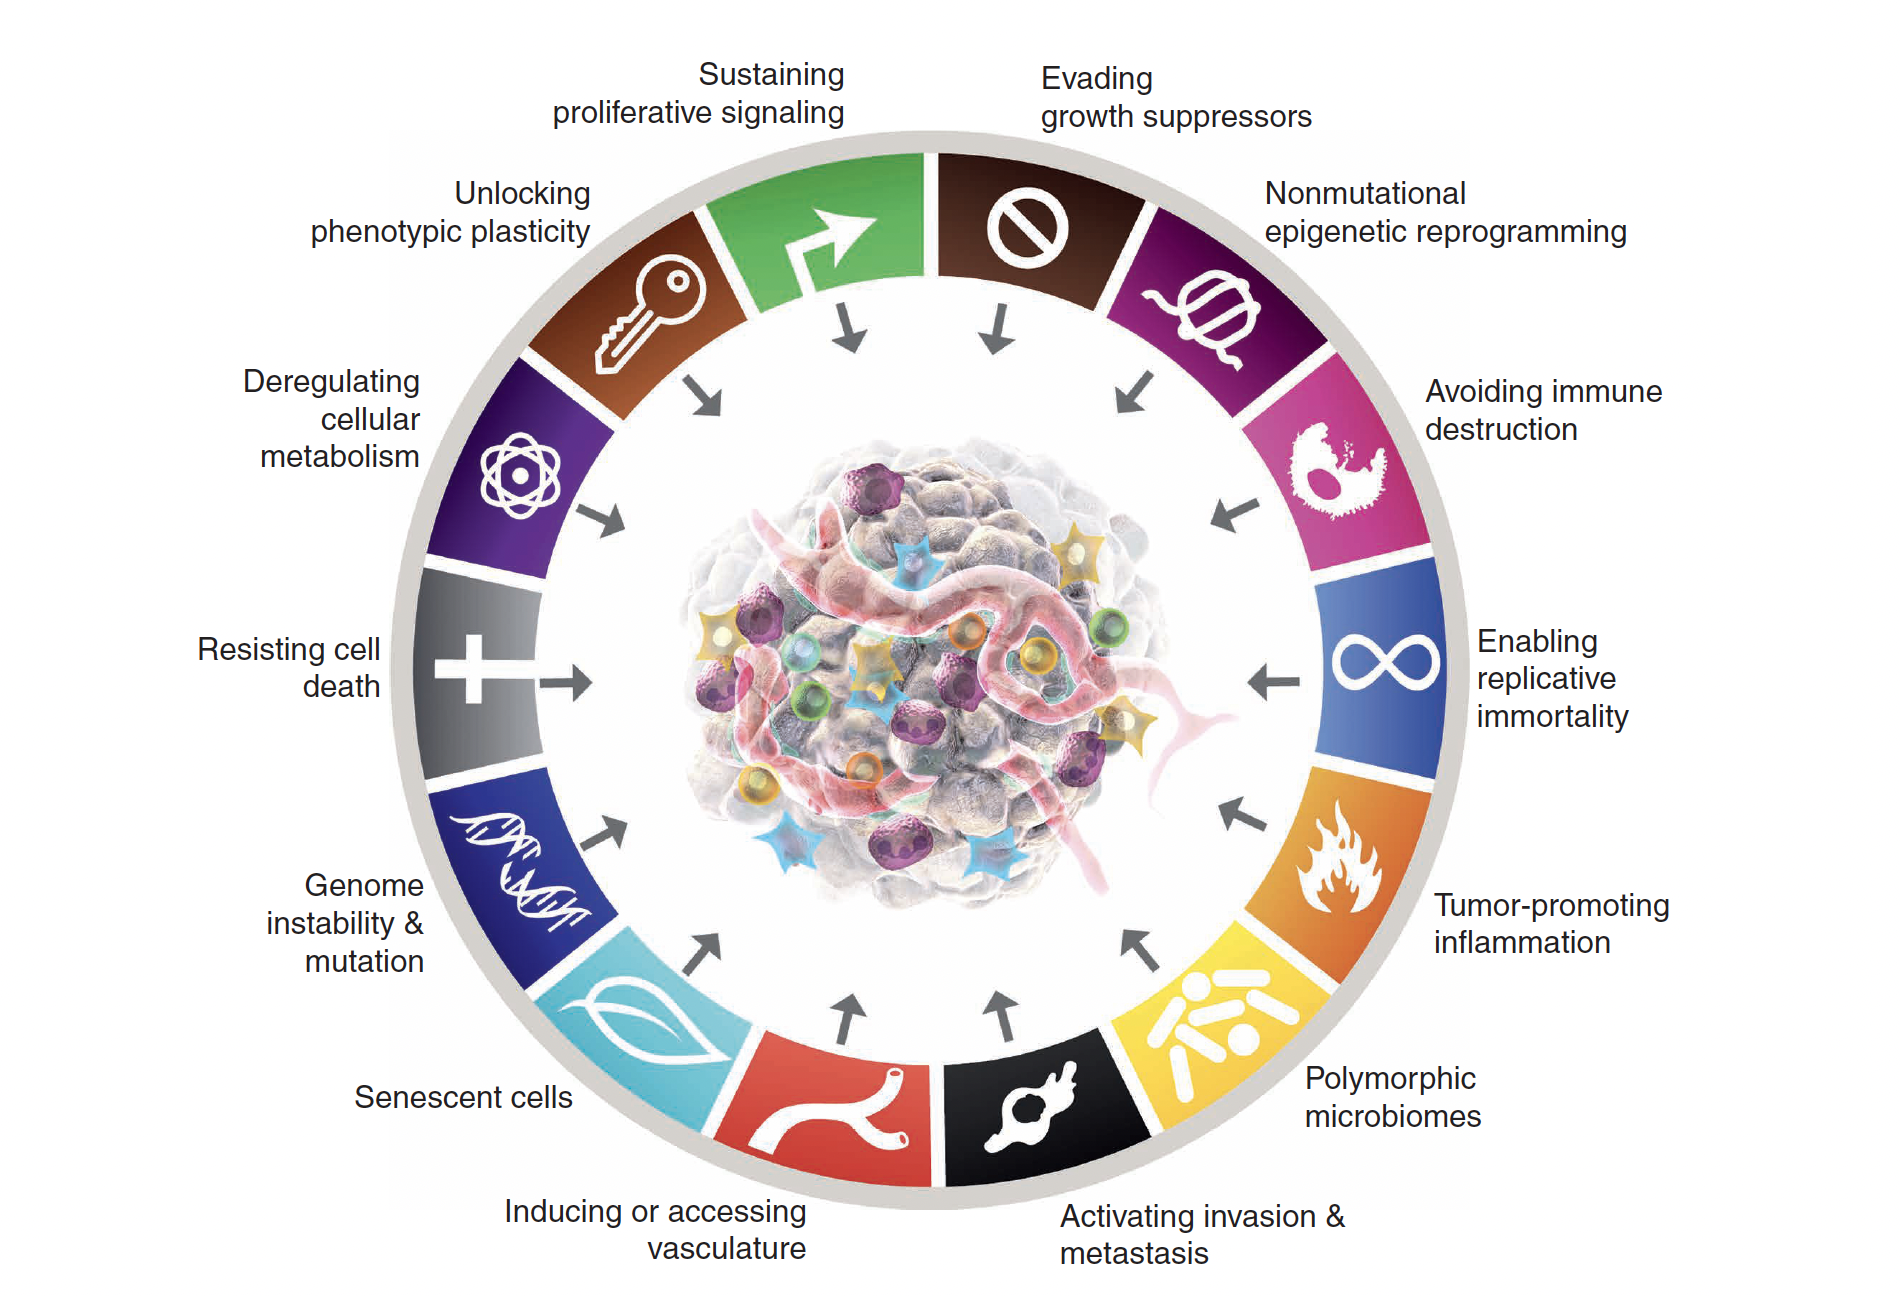 Sustaining
proliferative signaling
Evading
growth suppressors
Unlocking
phenotypic plasticity
Nonmutational
epigenetic reprogramming
Deregulating
cellular
metabolism
Avoiding immune
destruction
Resisting cell
death
Enabling
replicative
immortality
Genome
instability &
mutation
Tumor-promoting
inflammation
Senescent cells
Polymorphic
microbiomes
Inducing or accessing
vasculature
Activating invasion &
metastasis